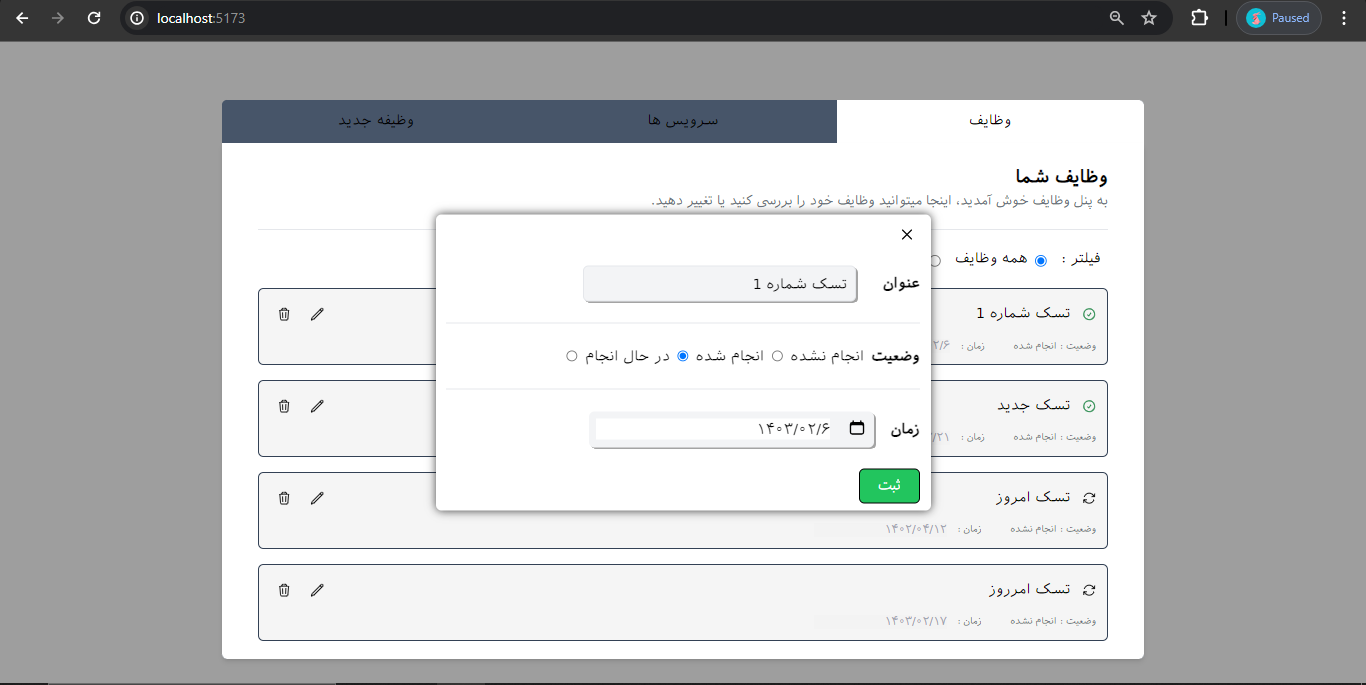 localhost:5173
Paused
وظایف
سرویس ها
وظیفه جدید
وظایف شما
به پنل وظایف خوش آمدید، اینجا میتوانید وظایف خود را بررسی کنید یا تغییر دهید.
فیلتر :
همه وظایف
عنوان
تسک شماره 1
وضعیت
انجام نشده
انجام شده
در حال انجام
زمان
۱۴۰۳/۰۲/۶
ثبت
تسک شماره 1
وضعیت : انجام شده
زمان :
۲/۶
تسک جدید
وضعیت : انجام شده
زمان :
/۲۱
تسک امروز
وضعیت : انجام نشده
زمان :
۱۴۰۲/۰۴/۱۲
تسک امرروز
وضعیت : انجام نشده
زمان :
۱۴۰۳/۰۲/۱۷